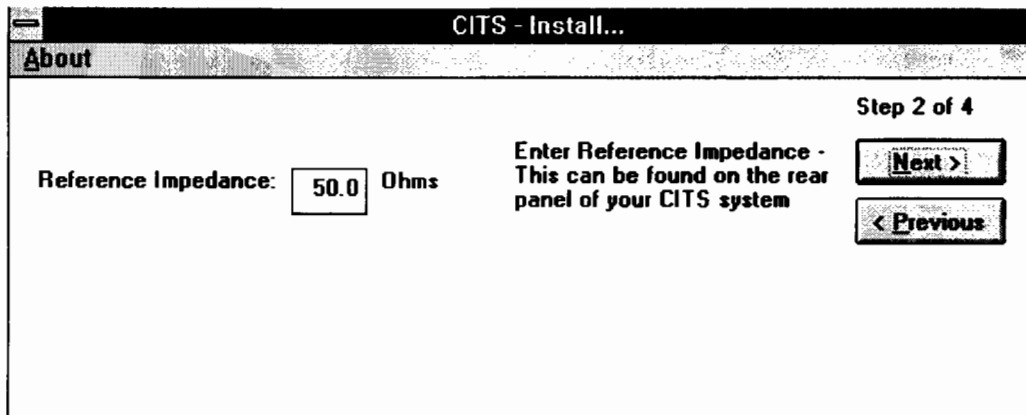 CITS - Install...
About
Step 2 of 4
Reference Impedance: 50.0 Ohms
Enter Reference Impedance -
This can be found on the rear
panel of your CITS system
Next >
< Previous